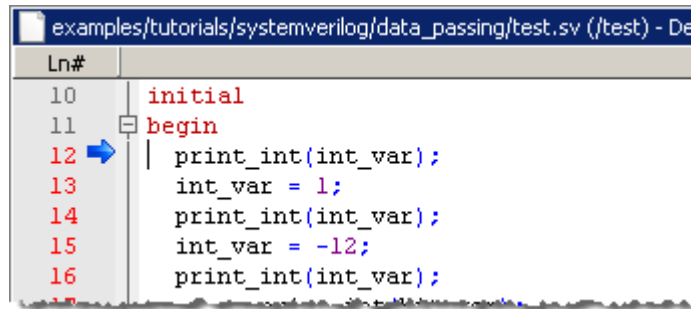 examples/tutorials/systemverilog/data_passing/test.sv (/test) - De
Ln#
10 initial
11 begin
12 print_int(int_var);
13 int_var = 1;
14 print_int(int_var);
15 int_var = -12;
16 print_int(int_var);